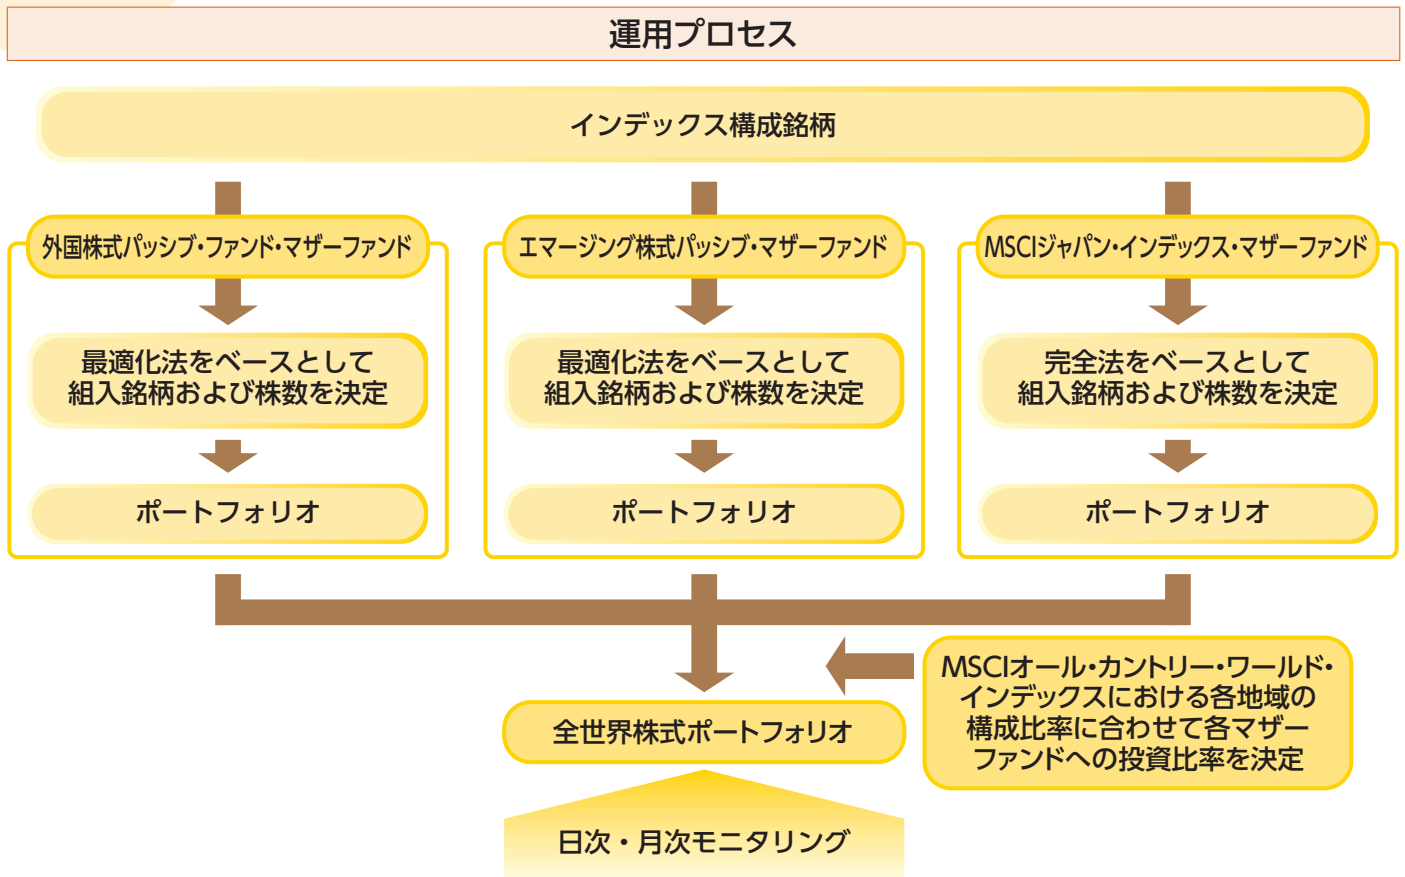 運用プロセス
インデックス構成銘柄
外国株式パッシブ・ファンド・マザーファンド
最適化法をベースとして
組入銘柄および株数を決定
ポートフォリオ
エマージング株式パッシブ・マザーファンド
最適化法をベースとして
組入銘柄および株数を決定
ポートフォリオ
MSCIジャパン・インデックス・マザーファンド
完全法をベースとして
組入銘柄および株数を決定
ポートフォリオ
MSCIオール・カントリー・ワールド・
インデックスにおける各地域の
構成比率に合わせて各マザー
ファンドへの投資比率を決定
全世界株式ポートフォリオ
日次・月次モニタリング